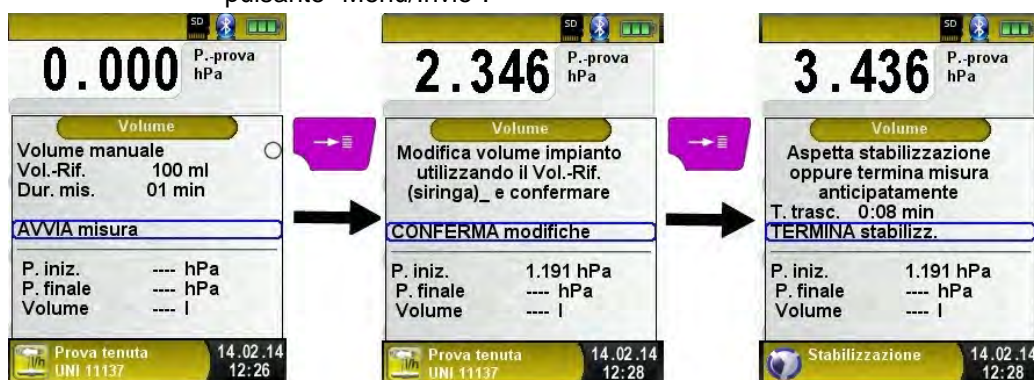 SD
0.000 P.-prova
hPa
Volume
Volume manuale
Vol.-Rif. 100 ml
Dur. mis. 01 min
AVVIA misura
P. iniz. ---- hPa
P. finale ---- hPa
Volume ---- l
Prova tenuta 14.02.14
UNI 11137 12:26
SD
2.346 P.-prova
hPa
Volume
Modifica volume impianto
utilizzando il Vol.-Rif.
(siringa)_ e confermare
CONFERMA modifiche
P. iniz. 1.191 hPa
P. finale ---- hPa
Volume ---- l
Prova tenuta 14.02.14
UNI 11137 12:28
SD
3.436 P.-prova
hPa
Volume
Aspetta stabilizzazione
oppure termina misura
anticipatamente
T. trasc. 0:08 min
TERMINA stabilizz.
P. iniz. 1.191 hPa
P. finale ---- hPa
Volume ---- l
Stabilizzazione 14.02.14
12:28